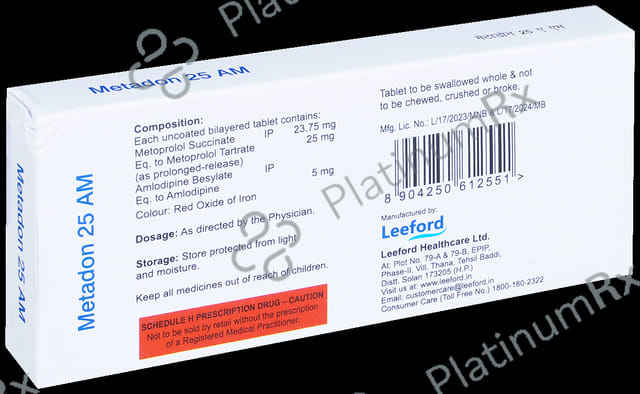 Metadon 25 AM
मेटाडोन 25 ए एम
Metadon 25 AM
Metadon 25 AM
Composition:
Each uncoated bilayered tablet contains:
Metoprolol Succinate IP 23.75 mg
Eq. to Metoprolol Tartrate 25 mg
(as prolonged-release)
Amlodipine Besylate IP
Eq. to Amlodipine 5 mg
Colour: Red Oxide of Iron
Dosage: As directed by the Physician.
Storage: Store protected from light
and moisture.
Keep all medicines out of reach of children.
SCHEDULE H PRESCRIPTION DRUG – CAUTION
Not to be sold by retail without the prescription
of a Registered Medical Practitioner.
Tablet to be swallowed whole & not
to be chewed, crushed or broke.
Mfg. Lic. No.: L/17/2023/MNB & L/17/2024/MB
8 904250 612551 >
Manufactured by:
Leeford
Leeford Healthcare Ltd.
At: Plot No. 79-A & 79-B, EPIP,
Phase-II, Vill. Thana, Tehsil Baddi,
Distt. Solan 173205 (H.P.)
Visit us at: www.leeford.in
Email: customercare@leeford.in
Consumer Care (Toll Free No.) 1800-180-2322
PlatinumRx
PlatinumRx
PlatinumRx